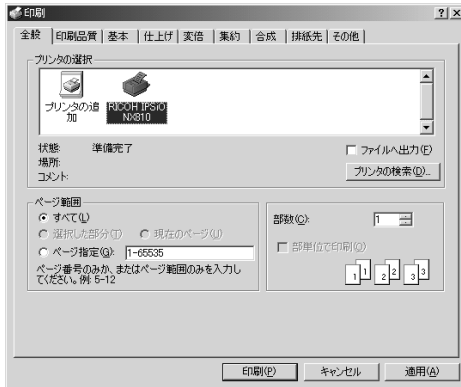 印刷
全般 印刷品質 基本 仕上げ 変倍 集約 合成 排紙先 その他
プリンタの選択
プリンタの追加
RICOH IPSiO NX810
状態: 準備完了
場所:
コメント:
ファイルへ出力(F)
プリンタの検索(D)...
ページ範囲
すべて(L)
選択した部分(T) 現在のページ(U)
ページ指定(G): 1-65535
ページ番号のみか、またはページ範囲のみを入力し
てください。例: 5-12
部数(C): 1
部単位で印刷(O)
1 1 2 2 3 3
印刷(P) キャンセル 適用(A)